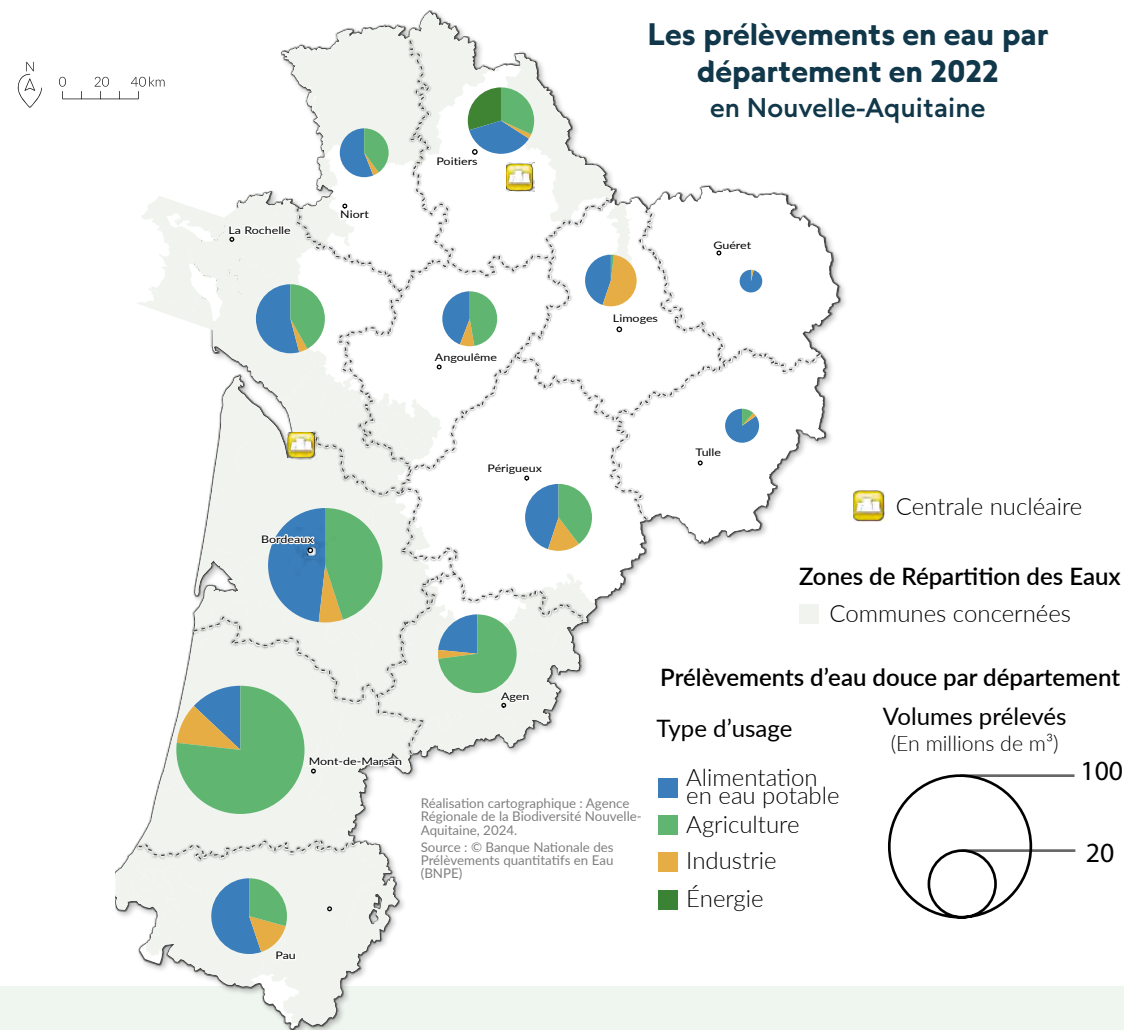 Les prélèvements en eau par
département en 2022
en Nouvelle-Aquitaine
N
0 20 40 km
Poitiers
Niort
La Rochelle
Guéret
Limoges
Angoulême
Tulle
Périgueux
Bordeaux
Agen
Mont-de-Marsan
Pau
Centrale nucléaire
Zones de Répartition des Eaux
Communes concernées
Prélèvements d'eau douce par département
Type d'usage
Alimentation
en eau potable
Agriculture
Industrie
Énergie
Volumes prélevés
(En millions de m³)
100
20
Réalisation cartographique : Agence
Régionale de la Biodiversité Nouvelle-
Aquitaine, 2024.
Source : © Banque Nationale des
Prélèvements quantitatifs en Eau
(BNPE)